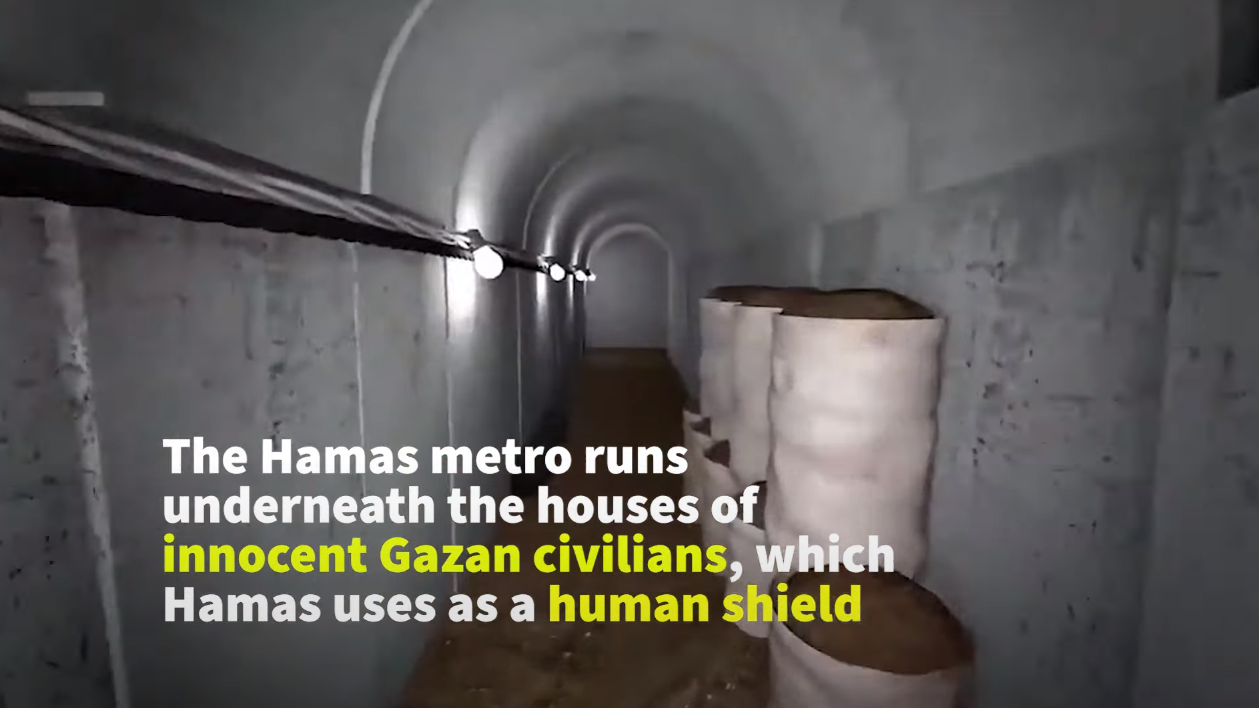 The Hamas metro runs
underneath the houses of
innocent Gazan civilians, which
Hamas uses as a human shield